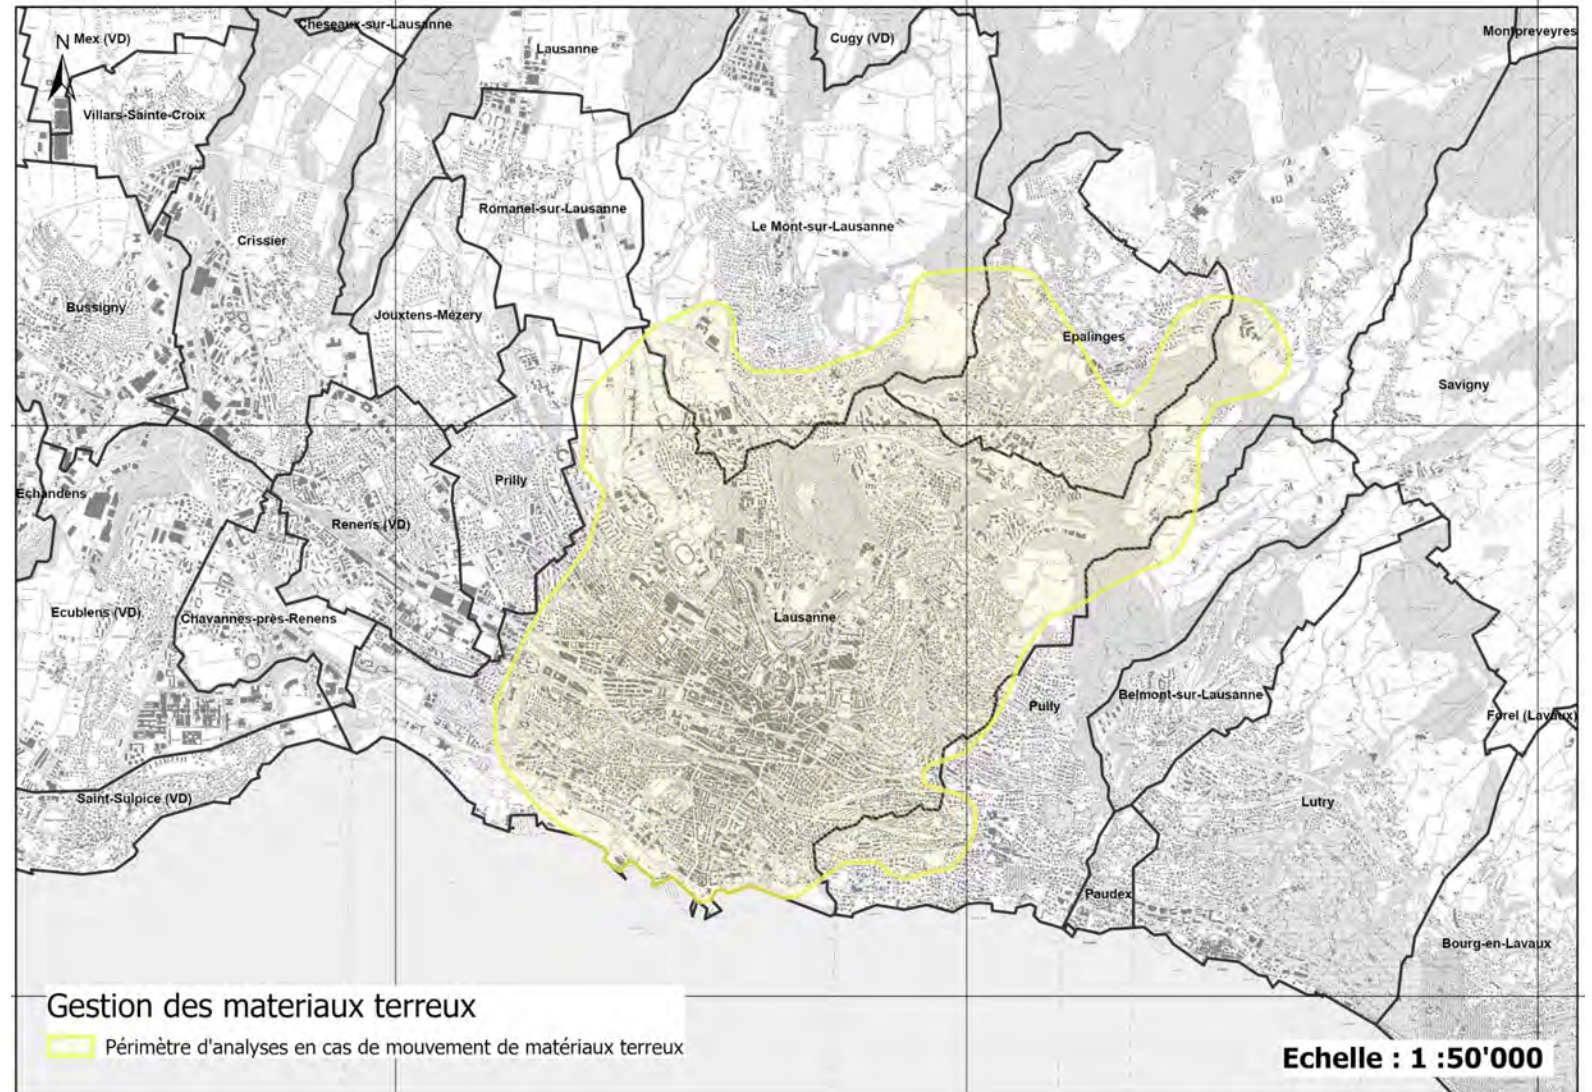 Cheseaux-sur-Lausanne
Montpreveyres
N
Mex (VD)
Cugy (VD)
Lausanne
Villars-Sainte-Croix
Romanel-sur-Lausanne
Le Mont-sur-Lausanne
Crissier
Bussigny
Jouxtens-Mézery
Epalinges
Savigny
Prilly
Echandens
Renens (VD)
Ecublens (VD)
Chavannes-près-Renens
Lausanne
Belmont-sur-Lausanne
Pully
Forel (Lavaux)
Saint-Sulpice (VD)
Lutry
Paudex
Bourg-en-Lavaux
Gestion des materiaux terreux
Périmètre d'analyses en cas de mouvement de matériaux terreux
Echelle : 1 :50'000